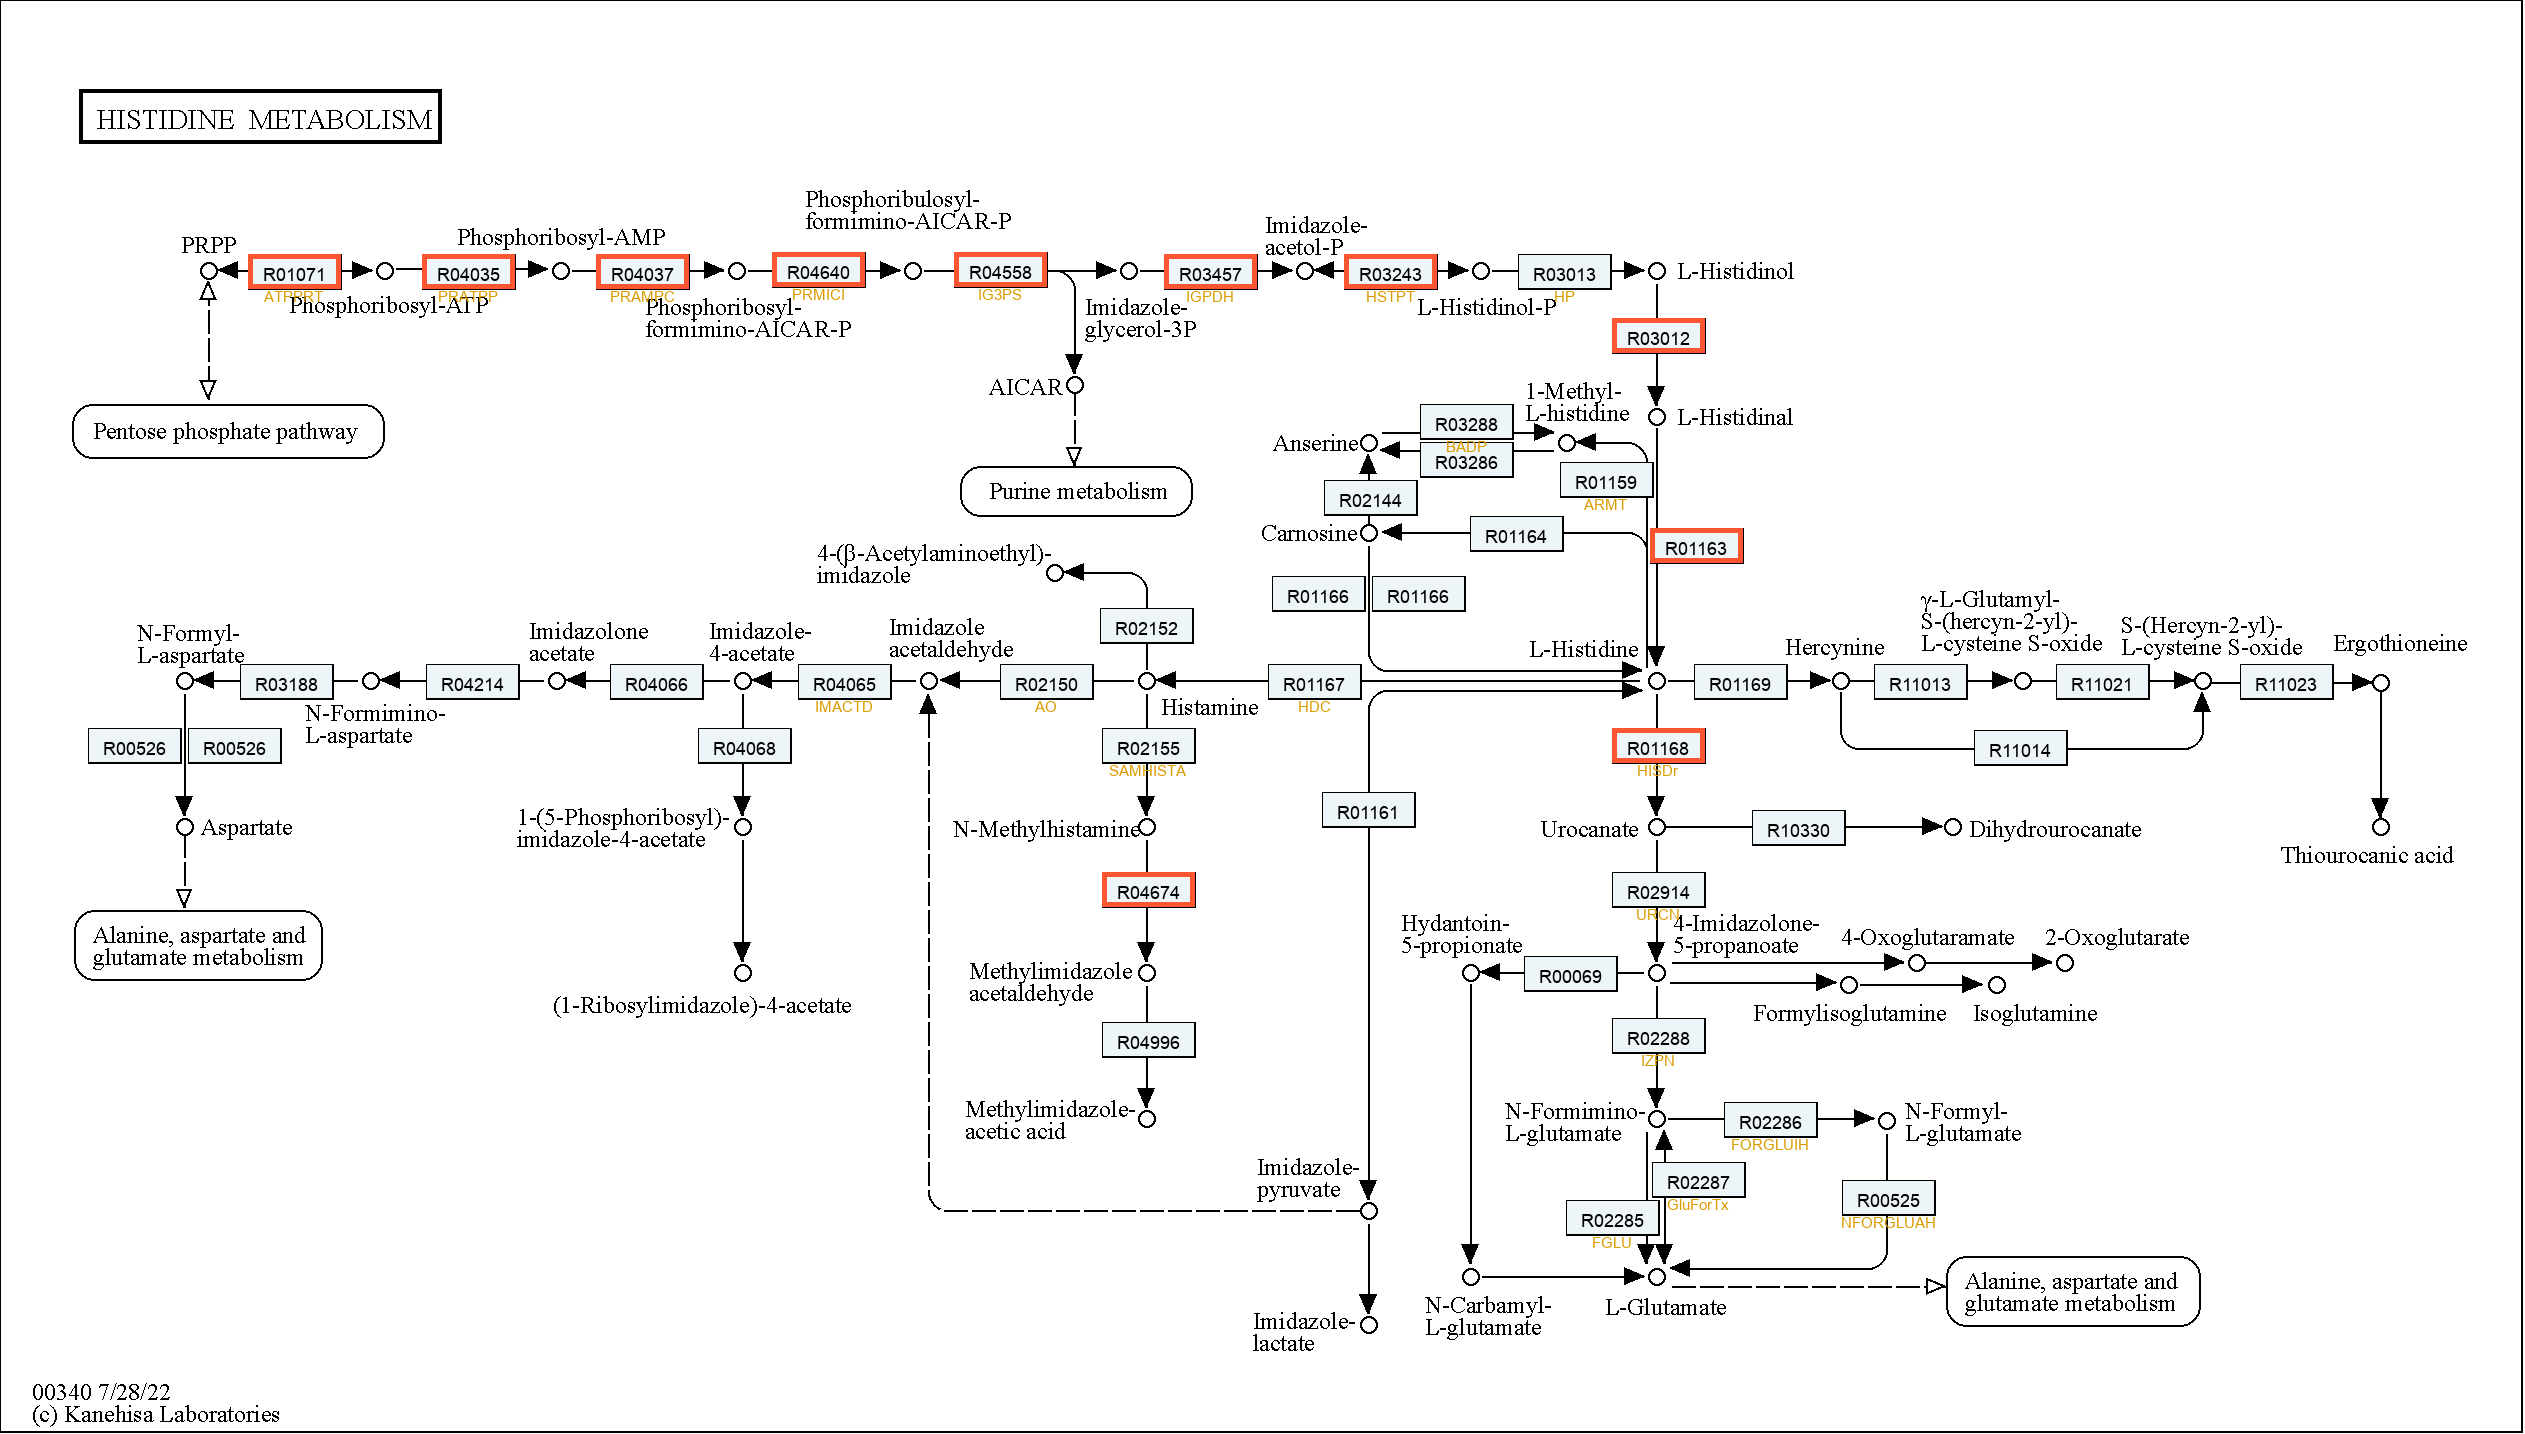 HISTIDINE METABOLISM
Phosphoribulosyl-
formimino-AICAR-P
PRPP
Phosphoribosyl-AMP
Imidazole-
acetol-P
R01071
R04035
R04037
R04640
R04558
R03457
R03243
R03013
L-Histidinol
ATPPRT
PRATPP
PRAMPC
PRMICI
IG3PS
IGPDH
HSTPT
HP
Phosphoribosyl-ATP
Phosphoribosyl-
formimino-AICAR-P
Imidazole-
glycerol-3P
L-Histidinol-P
R03012
AICAR
1-Methyl-
L-histidine
L-Histidinal
Pentose phosphate pathway
R03288
Anserine
BADP
R03286
Purine metabolism
R02144
R01159
ARMT
Carnosine
R01164
R01163
4-(β-Acetylaminoethyl)-
imidazole
R01166
R01166
N-Formyl-
L-aspartate
Imidazolone
acetate
Imidazole-
4-acetate
Imidazole
acetaldehyde
R02152
L-Histidine
Hercynine
γ-L-Glutamyl-
S-(hercyn-2-yl)-
L-cysteine S-oxide
S-(Hercyn-2-yl)-
L-cysteine S-oxide
Ergothioneine
R03188
R04214
R04066
R04065
R02150
R01167
R01169
R11013
R11021
R11023
IMACTD
AO
Histamine
HDC
N-Formimino-
L-aspartate
R00526
R00526
R04068
R02155
SAMHISTA
R01168
HISDr
R11014
R01161
Aspartate
1-(5-Phosphoribosyl)-
imidazole-4-acetate
N-Methylhistamine
Urocanate
R10330
Dihydrourocanate
Thiourocanic acid
R04674
R02914
URCN
Alanine, aspartate and
glutamate metabolism
Hydantoin-
5-propionate
4-Imidazolone-
5-propanoate
4-Oxoglutaramate
2-Oxoglutarate
Methylimidazole
acetaldehyde
R00069
(1-Ribosylimidazole)-4-acetate
Formylisoglutamine
Isoglutamine
R04996
R02288
IZPN
Methylimidazole-
acetic acid
N-Formimino-
L-glutamate
R02286
FORGLUIH
N-Formyl-
L-glutamate
Imidazole-
pyruvate
R02287
GluForTx
R00525
NFORGLUAH
R02285
FGLU
Alanine, aspartate and
glutamate metabolism
N-Carbamyl-
L-glutamate
L-Glutamate
Imidazole-
lactate
00340 7/28/22
(c) Kanehisa Laboratories